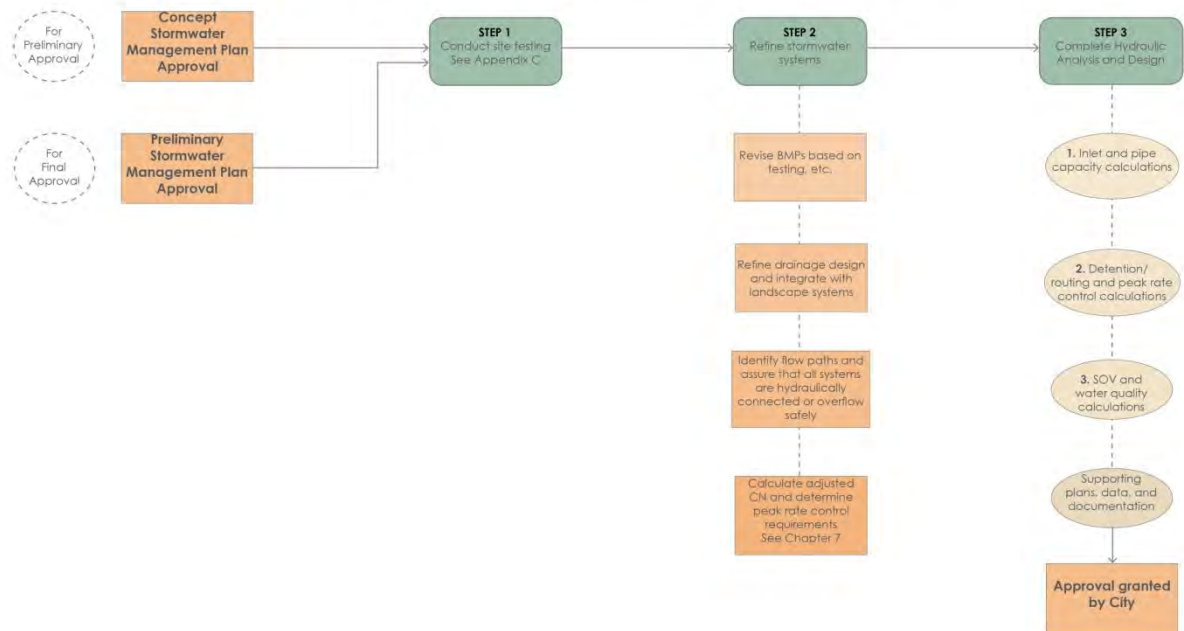 For
Preliminary
Approval
Concept
Stormwater
Management Plan
Approval
For
Final
Approval
Preliminary
Stormwater
Management Plan
Approval
STEP 1
Conduct site testing
See Appendix C
STEP 2
Refine stormwater
systems
Revise BMPs based on
testing, etc.
Refine drainage design
and integrate with
landscape systems
Identify flow paths and
assure that all systems
are hydraulically
connected or overflow
safely
Calculate adjusted
CN and determine
peak rate control
requirements
See Chapter 7
STEP 3
Complete Hydraulic
Analysis and Design
1. Inlet and pipe
capacity calculations
2. Detention/
routing and peak rate
control calculations
3. SOV and
water quality
calculations
Supporting
plans, data, and
documentation
Approval granted
by City